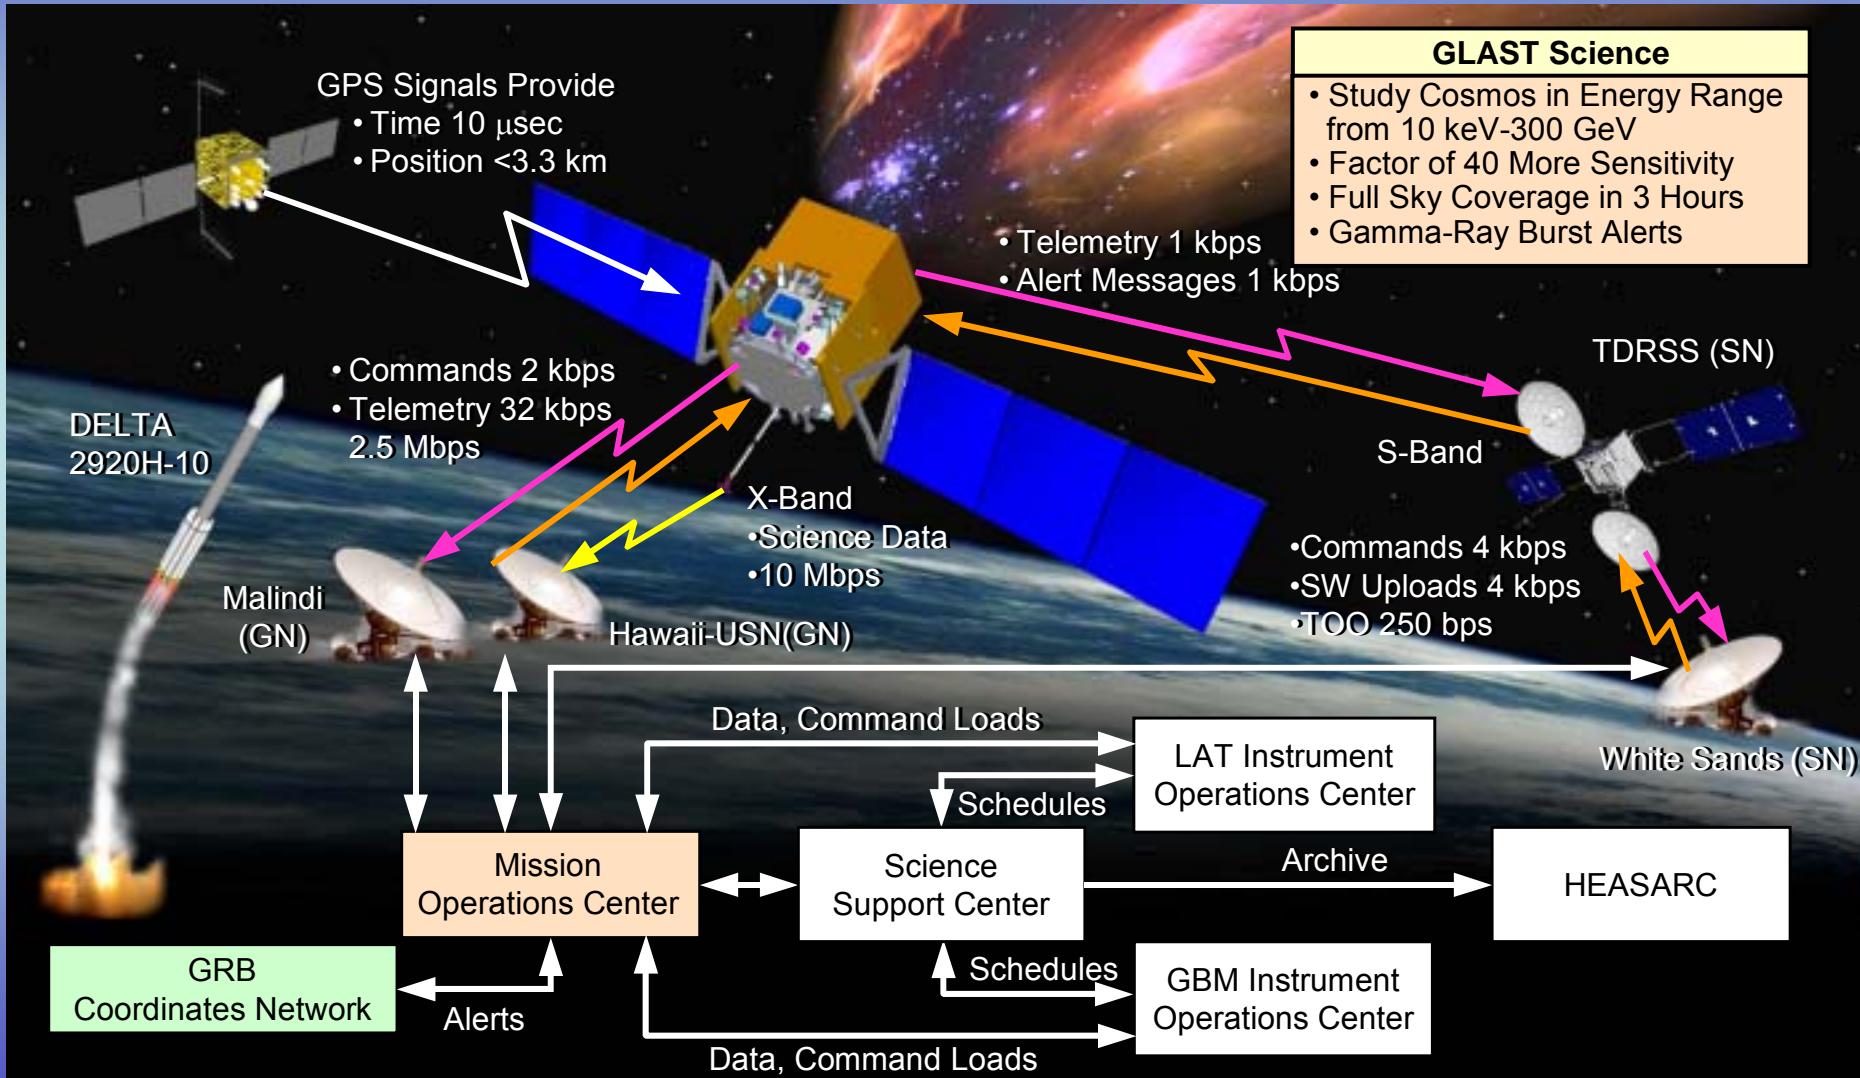 GPS Signals Provide
• Time 10 μsec
• Position <3.3 km
GLAST Science
• Study Cosmos in Energy Range
from 10 keV-300 GeV
• Factor of 40 More Sensitivity
• Full Sky Coverage in 3 Hours
• Gamma-Ray Burst Alerts
• Telemetry 1 kbps
• Alert Messages 1 kbps
TDRSS (SN)
S-Band
• Commands 2 kbps
• Telemetry 32 kbps
2.5 Mbps
DELTA
2920H-10
X-Band
•Science Data
•10 Mbps
•Commands 4 kbps
•SW Uploads 4 kbps
•TOO 250 bps
Malindi
(GN)
Hawaii-USN(GN)
White Sands (SN)
Data, Command Loads
LAT Instrument
Operations Center
Schedules
Mission
Operations Center
Science
Support Center
Archive
HEASARC
GRB
Coordinates Network
Alerts
Schedules
GBM Instrument
Operations Center
Data, Command Loads